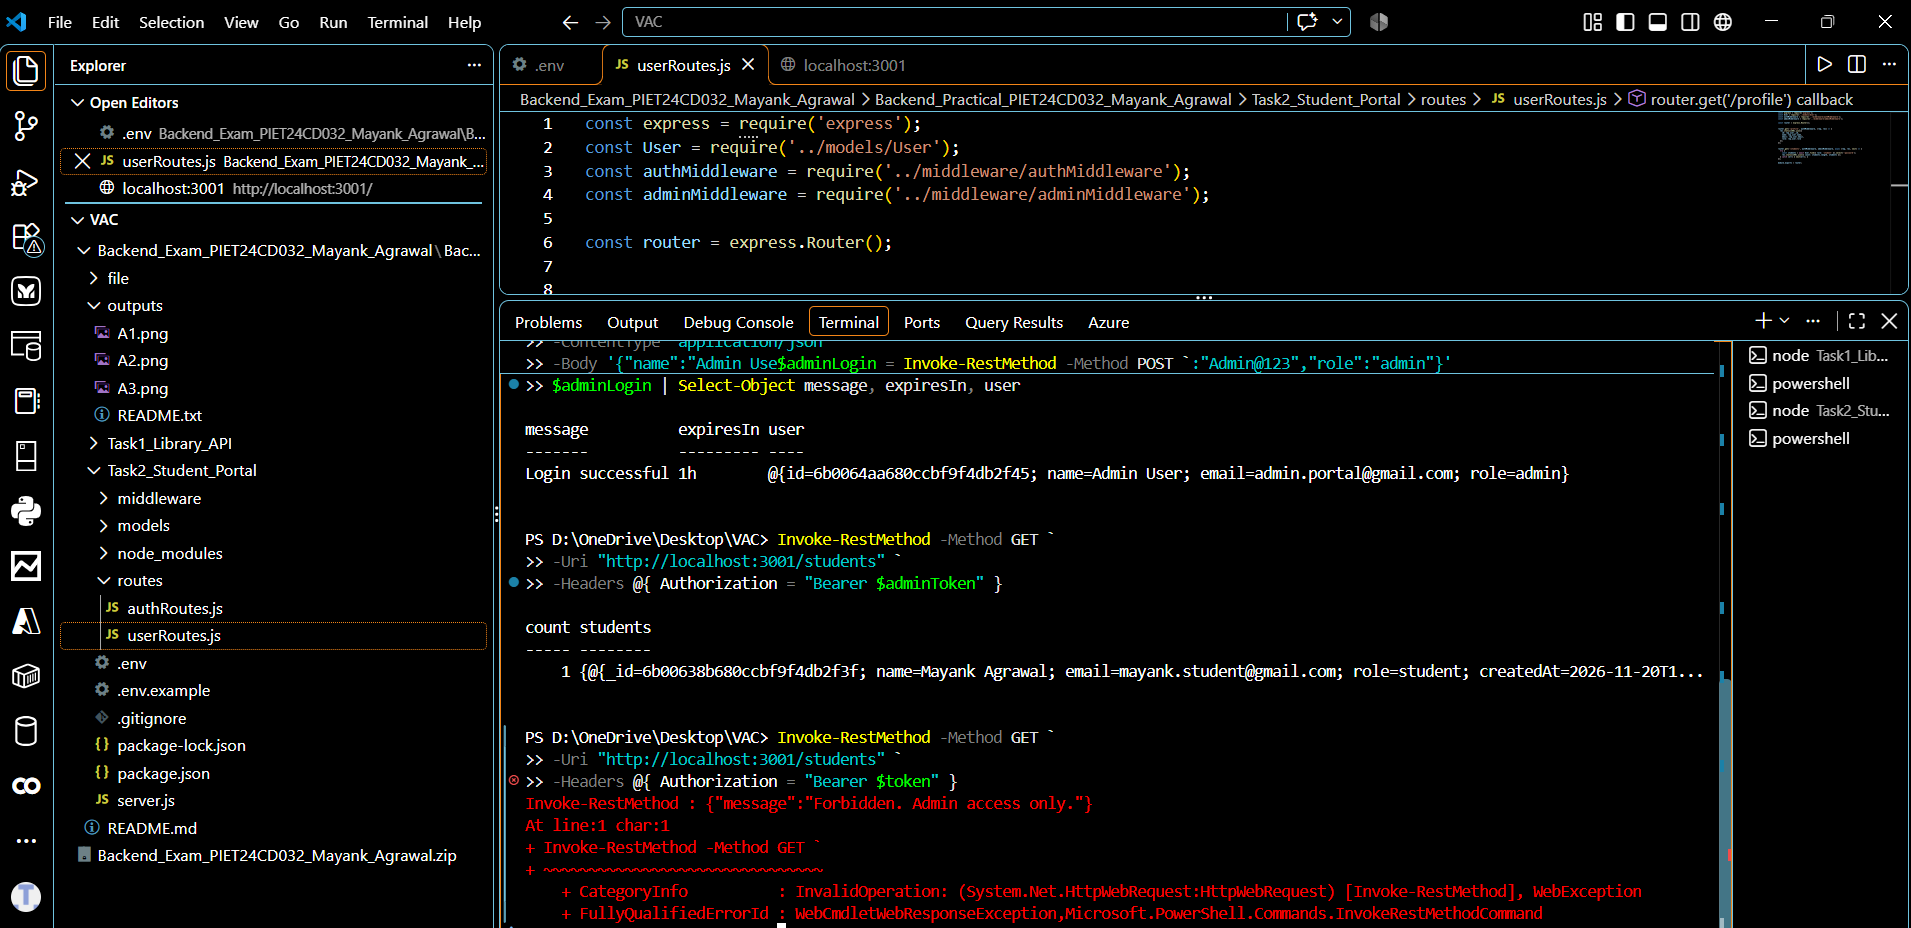 File Edit Selection View Go Run Terminal Help
VAC
Explorer
Open Editors
.env Backend_Exam_PIET24CD032_Mayank_Agrawal\B...
userRoutes.js Backend_Exam_PIET24CD032_Mayank_...
localhost:3001 http://localhost:3001/
VAC
Backend_Exam_PIET24CD032_Mayank_Agrawal\Bac...
file
outputs
A1.png
A2.png
A3.png
README.txt
Task1_Library_API
Task2_Student_Portal
middleware
models
node_modules
routes
JS authRoutes.js
JS userRoutes.js
.env
.env.example
.gitignore
{} package-lock.json
{} package.json
JS server.js
README.md
Backend_Exam_PIET24CD032_Mayank_Agrawal.zip
.env
JS userRoutes.js
localhost:3001
Backend_Exam_PIET24CD032_Mayank_Agrawal > Backend_Practical_PIET24CD032_Mayank_Agrawal > Task2_Student_Portal > routes > JS userRoutes.js > router.get('/profile') callback
1 const express = require('express');
2 const User = require('../models/User');
3 const authMiddleware = require('../middleware/authMiddleware');
4 const adminMiddleware = require('../middleware/adminMiddleware');
5
6 const router = express.Router();
7
8
Problems Output Debug Console Terminal Ports Query Results Azure
>> -ContentType "application/json"
>> -Body '{"name":"Admin Use$adminLogin = Invoke-RestMethod -Method POST `:"Admin@123","role":"admin"}'
>> $adminLogin | Select-Object message, expiresIn, user
message expiresIn user
------- --------- ----
Login successful 1h @{id=6b0064aa680ccbf9f4db2f45; name=Admin User; email=admin.portal@gmail.com; role=admin}
PS D:\OneDrive\Desktop\VAC> Invoke-RestMethod -Method GET `
>> -Uri "http://localhost:3001/students" `
>> -Headers @{ Authorization = "Bearer $adminToken" }
count students
----- --------
1 {@{_id=6b00638b680ccbf9f4db2f3f; name=Mayank Agrawal; email=mayank.student@gmail.com; role=student; createdAt=2026-11-20T1...
PS D:\OneDrive\Desktop\VAC> Invoke-RestMethod -Method GET `
>> -Uri "http://localhost:3001/students" `
>> -Headers @{ Authorization = "Bearer $token" }
Invoke-RestMethod : {"message":"Forbidden. Admin access only."}
At line:1 char:1
+ Invoke-RestMethod -Method GET `
+ ~~~~~~~~~~~~~~~~~~~~~~~~~~~~~~~
+ CategoryInfo : InvalidOperation: (System.Net.HttpWebRequest:HttpWebRequest) [Invoke-RestMethod], WebException
+ FullyQualifiedErrorId : WebCmdletWebResponseException,Microsoft.PowerShell.Commands.InvokeRestMethodCommand
node Task1_Lib...
powershell
node Task2_Stu...
powershell